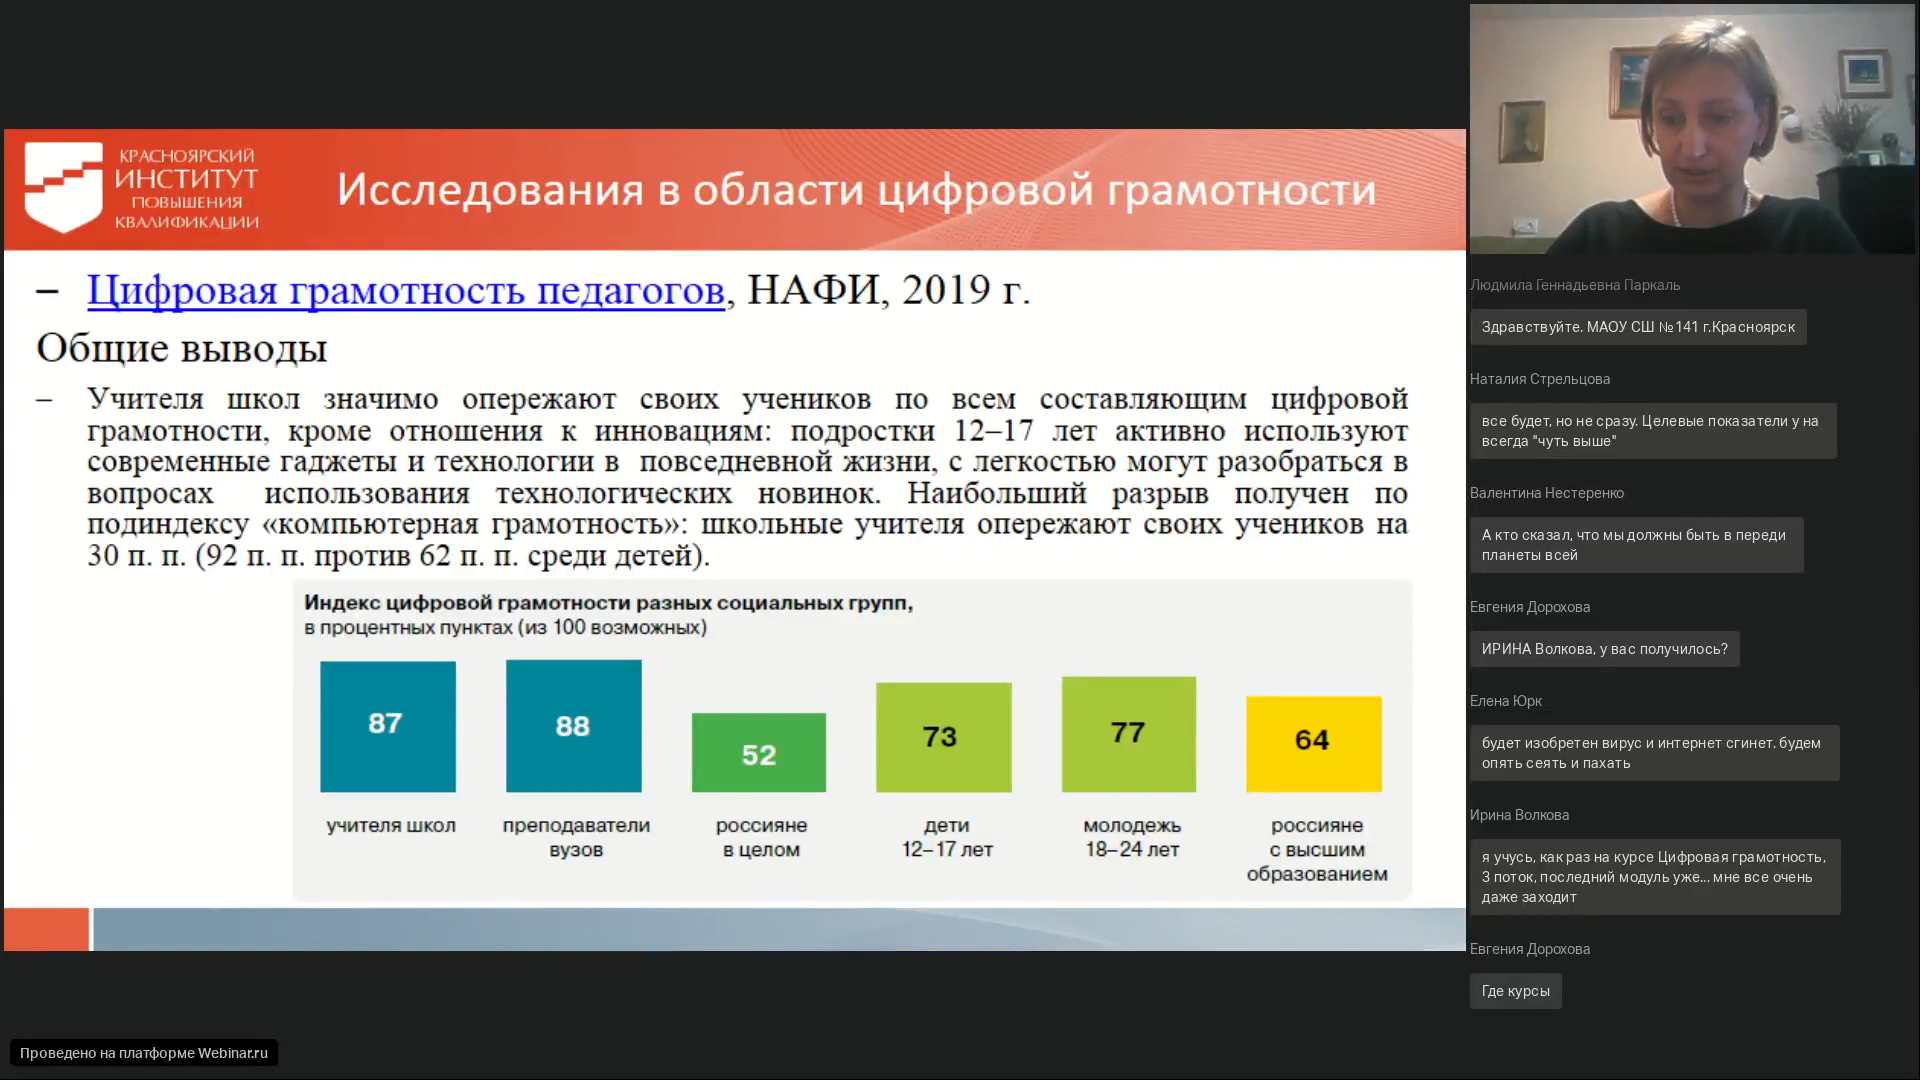 КРАСНОЯРСКИЙ
ИНСТИТУТ
ПОВЫШЕНИЯ
КВАЛИФИКАЦИИ
Исследования в области цифровой грамотности
– Цифровая грамотность педагогов, НАФИ, 2019 г.
Общие выводы
– Учителя школ значимо опережают своих учеников по всем составляющим цифровой
грамотности, кроме отношения к инновациям: подростки 12–17 лет активно используют
современные гаджеты и технологии в повседневной жизни, с легкостью могут разобраться в
вопросах использования технологических новинок. Наибольший разрыв получен по
подиндексу «компьютерная грамотность»: школьные учителя опережают своих учеников на
30 п. п. (92 п. п. против 62 п. п. среди детей).
Индекс цифровой грамотности разных социальных групп,
в процентных пунктах (из 100 возможных)
87
88
52
73
77
64
учителя школ
преподаватели
вузов
россияне
в целом
дети
12–17 лет
молодежь
18–24 лет
россияне
с высшим
образованием
Людмила Геннадьевна Паркаль
Здравствуйте. МАОУ СШ №141 г.Красноярск
Наталия Стрельцова
все будет, но не сразу. Целевые показатели у на
всегда "чуть выше"
Валентина Нестеренко
А кто сказал, что мы должны быть в переди
планеты всей
Евгения Дорохова
ИРИНА Волкова, у вас получилось?
Елена Юрк
будет изобретен вирус и интернет сгинет. будем
опять сеять и пахать
Ирина Волкова
я учусь, как раз на курсе Цифровая грамотность,
3 поток, последний модуль уже... мне все очень
даже заходит
Евгения Дорохова
Где курсы
Проведено на платформе Webinar.ru